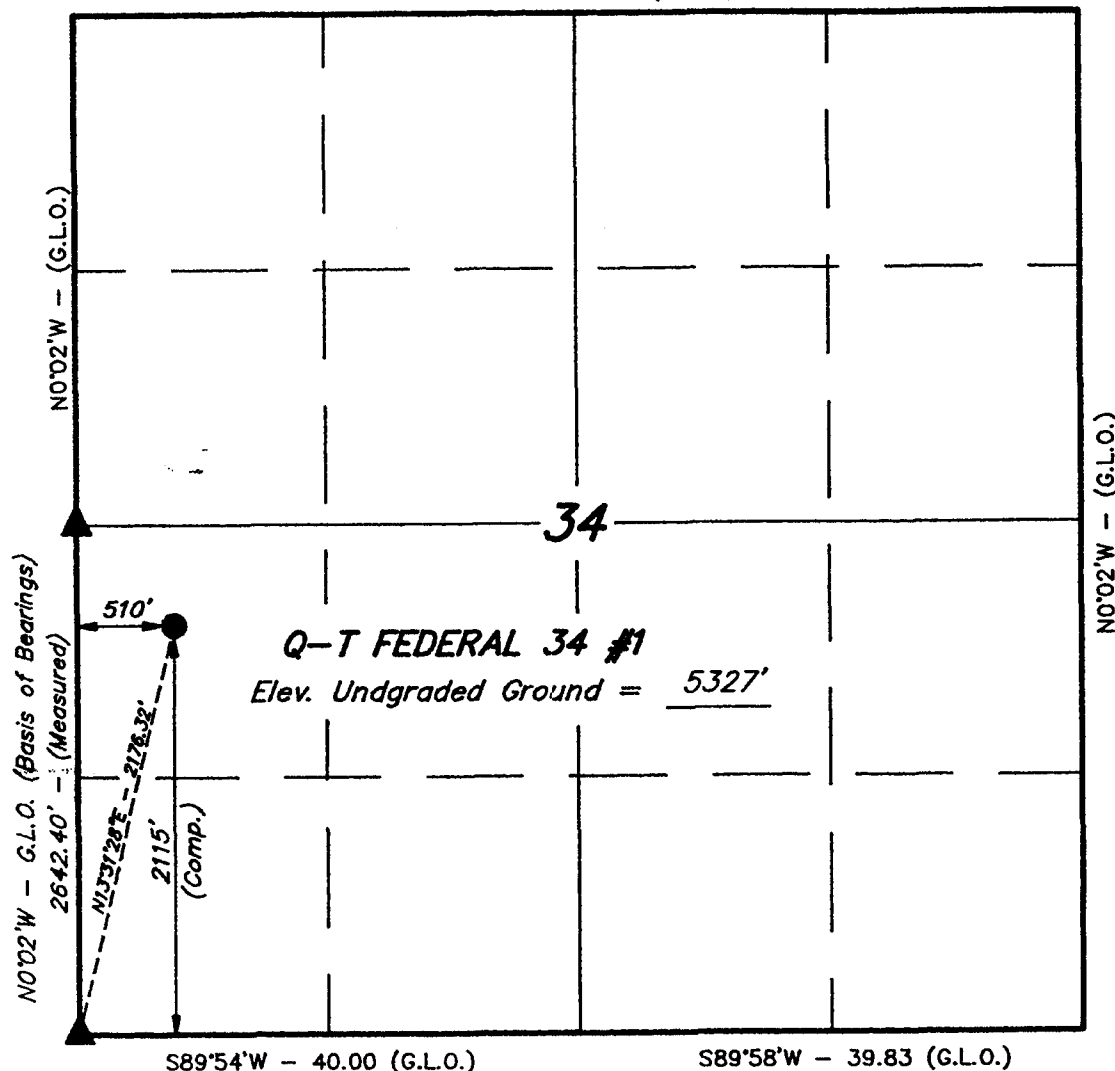 N0°02'W – (G.L.O.)
N0°02'W – (G.L.O.)
34
510'
Q–T FEDERAL 34 #1
Elev. Undgraded Ground = 5327'
N0°02'W – G.L.O. (Basis of Bearings)
2642.40' – (Measured)
N13°31'28"E – 2176.32'
2115'
(Comp.)
S89°54'W – 40.00 (G.L.O.)
S89°58'W – 39.83 (G.L.O.)